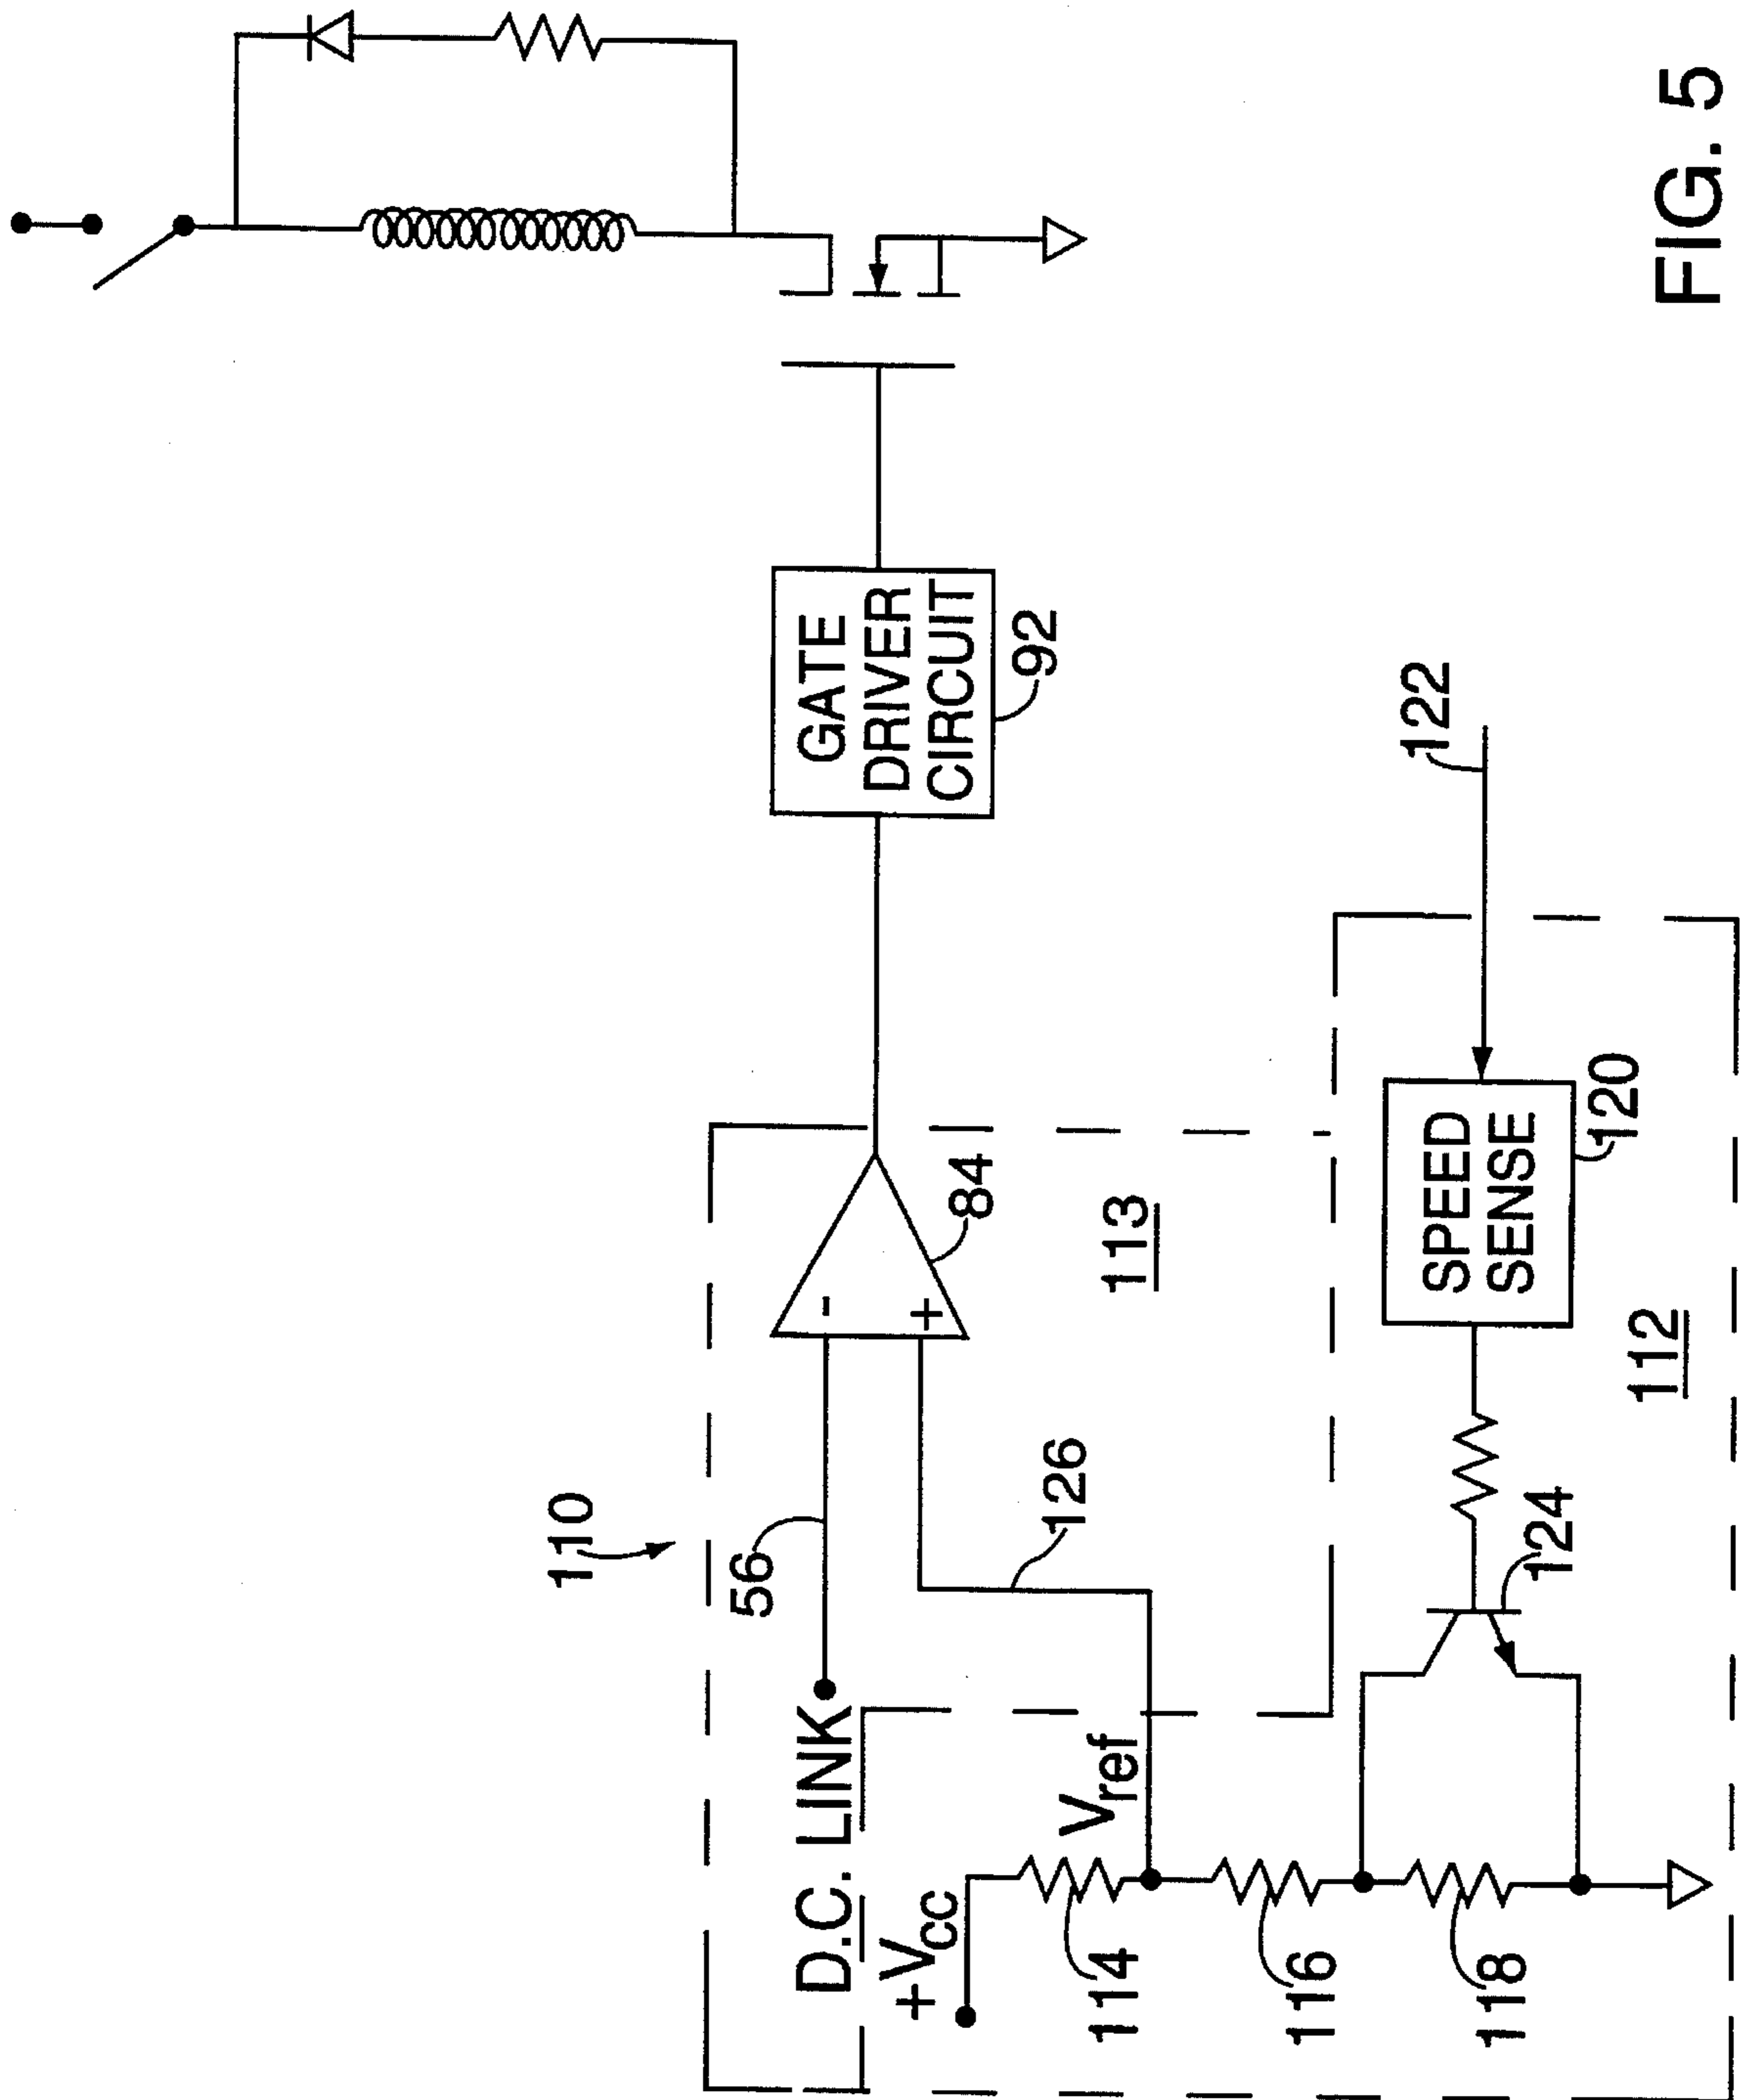 110
56
D.C. LINK
-
+
84
126
113
GATE
DRIVER
CIRCUIT
92
+Vcc
Vref
114
116
118
124
SPEED
SENSE
120
122
112
FIG. 5